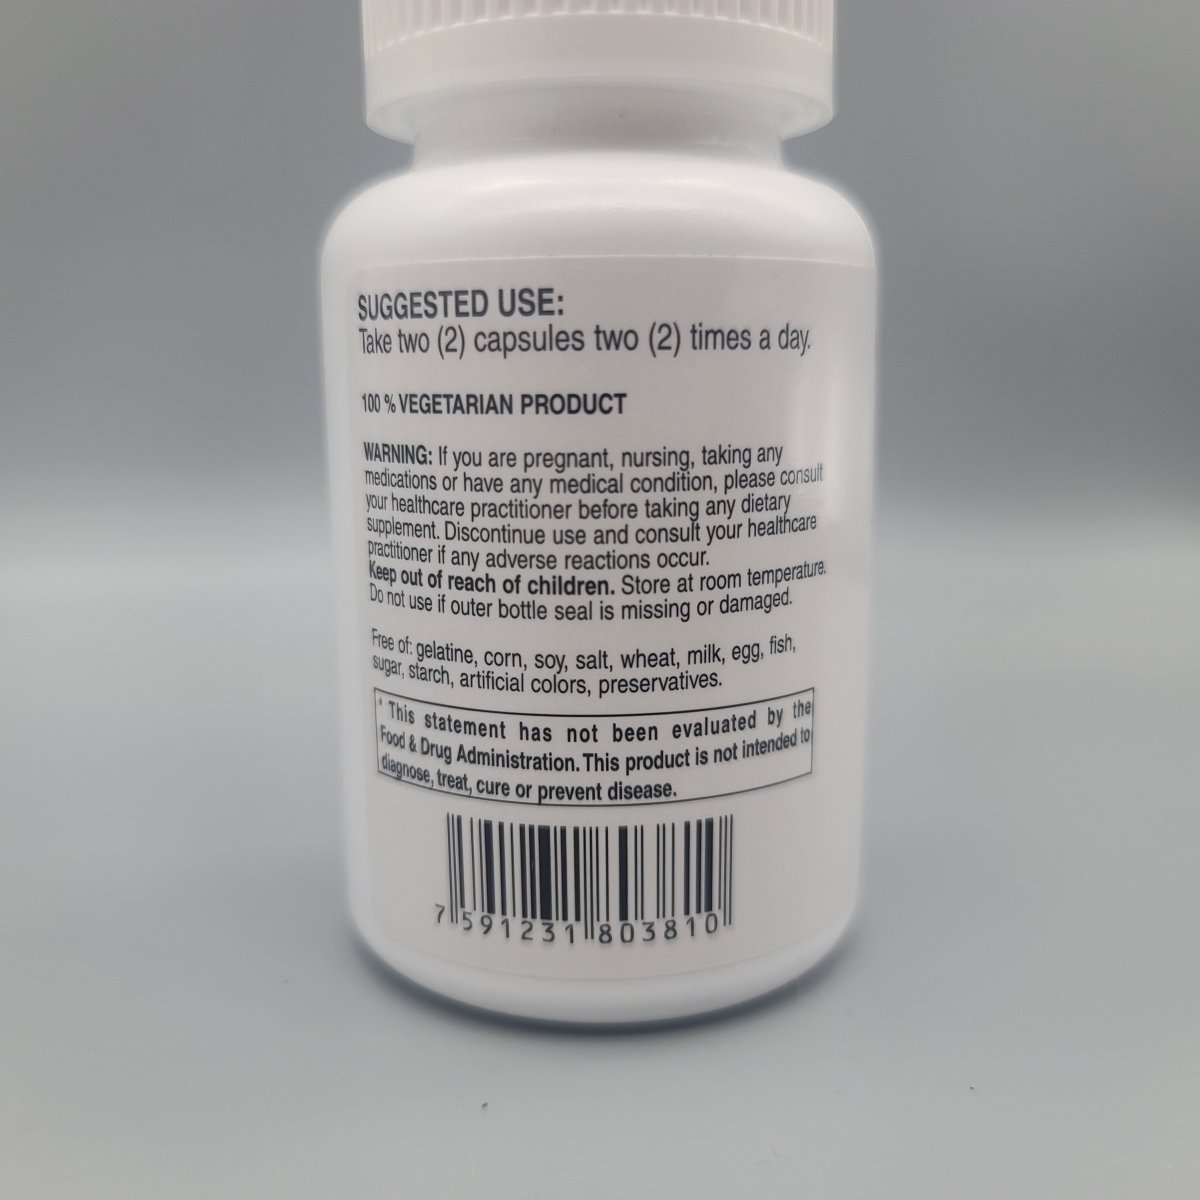 SUGGESTED USE:
Take two (2) capsules two (2) times a day.
100 % VEGETARIAN PRODUCT
WARNING: If you are pregnant, nursing, taking any
medications or have any medical condition, please consult
your healthcare practitioner before taking any dietary
supplement. Discontinue use and consult your healthcare
practitioner if any adverse reactions occur.
Keep out of reach of children. Store at room temperature.
Do not use if outer bottle seal is missing or damaged.
Free of: gelatine, corn, soy, salt, wheat, milk, egg, fish,
sugar, starch, artificial colors, preservatives.
* This statement has not been evaluated by the
Food & Drug Administration. This product is not intended to
diagnose, treat, cure or prevent disease.
7 591231 803810